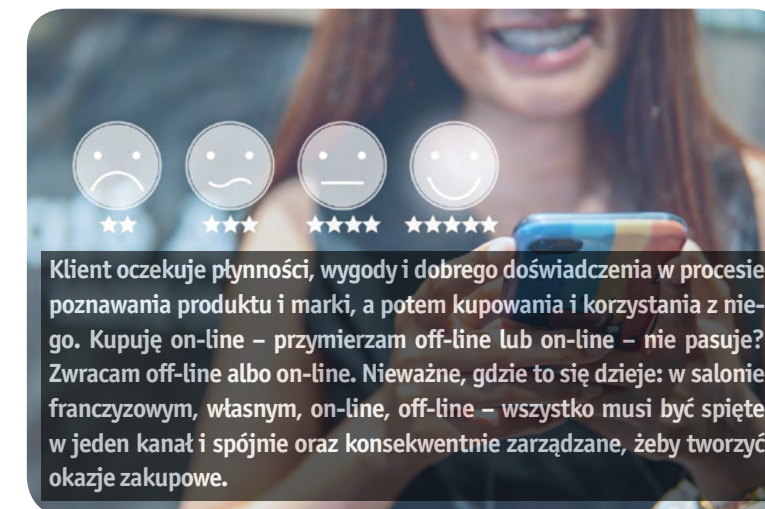 Klient oczekuje płynności, wygody i dobrego doświadczenia w procesie
poznawania produktu i marki, a potem kupowania i korzystania z nie-
go. Kupuję on-line – przymierzam off-line lub on-line – nie pasuje?
Zwracam off-line albo on-line. Nieważne, gdzie to się dzieje: w salonie
franczyzowym, własnym, on-line, off-line – wszystko musi być spięte
w jeden kanał i spójnie oraz konsekwentnie zarządzane, żeby tworzyć
okazje zakupowe.